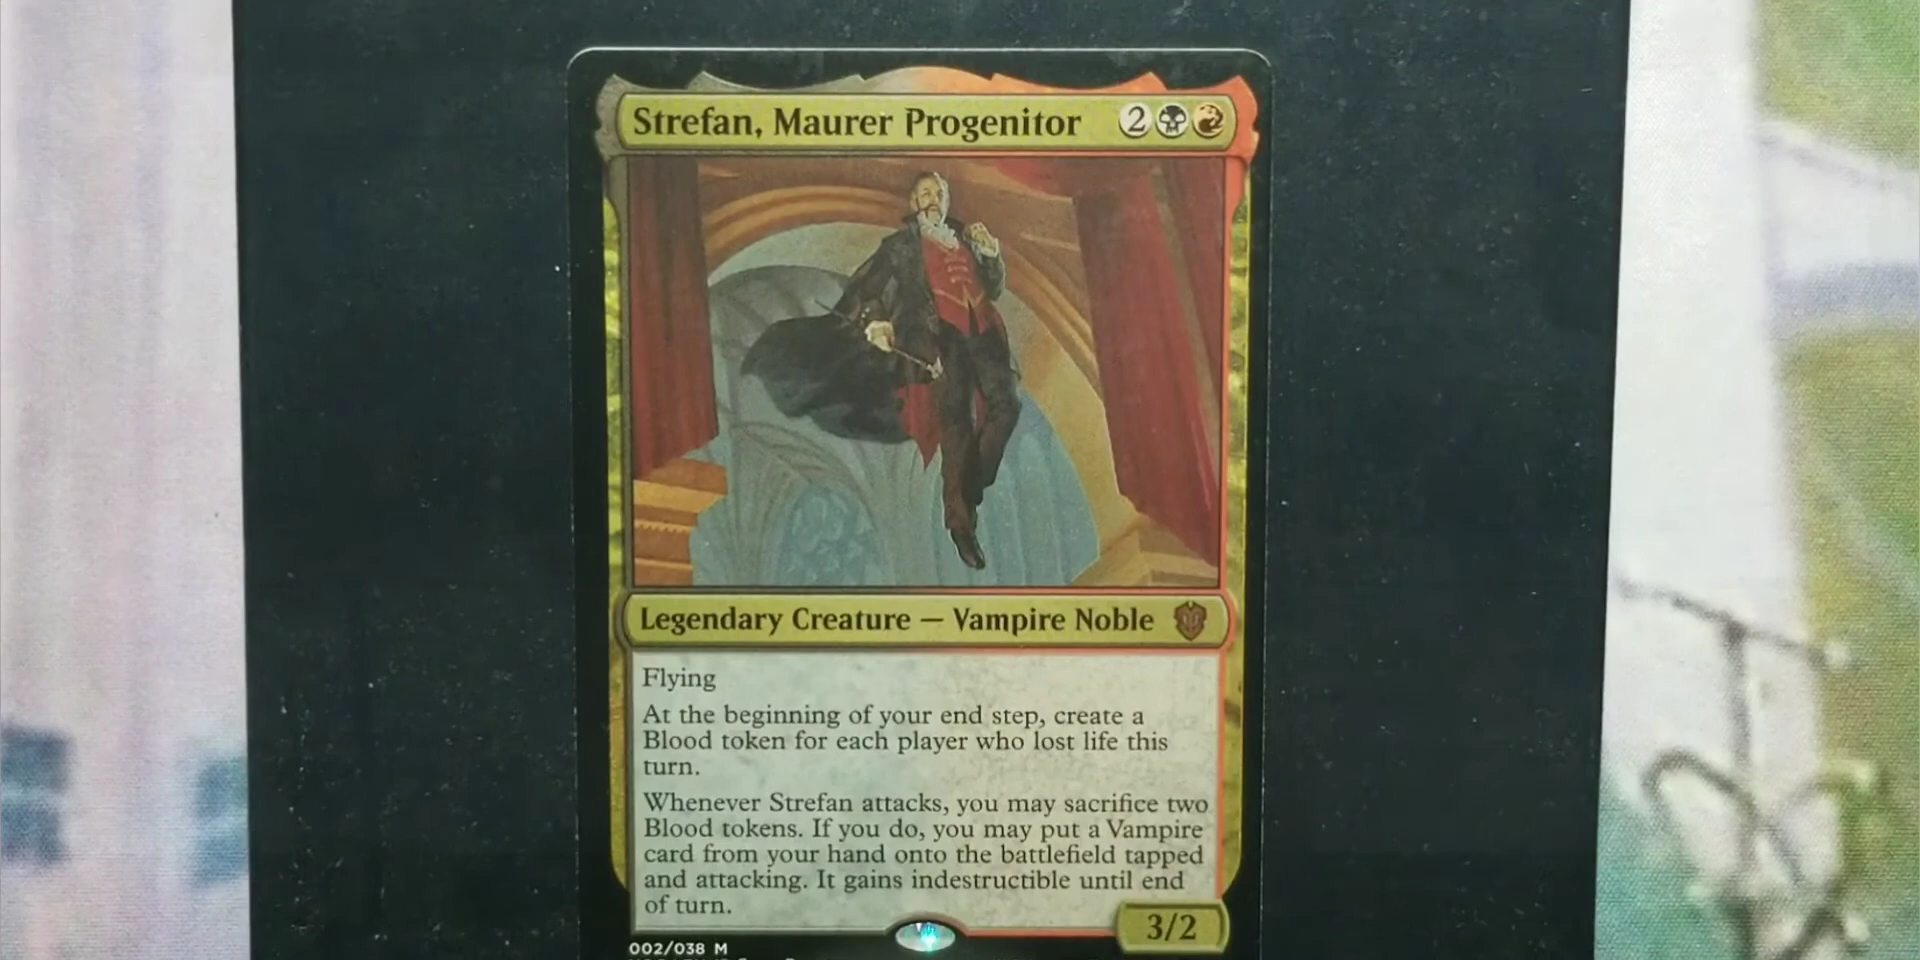 Strefan, Maurer Progenitor 2
Legendary Creature — Vampire Noble
Flying
At the beginning of your end step, create a
Blood token for each player who lost life this
turn.
Whenever Strefan attacks, you may sacrifice two
Blood tokens. If you do, you may put a Vampire
card from your hand onto the battlefield tapped
and attacking. It gains indestructible until end
of turn.
3/2
002/038 M